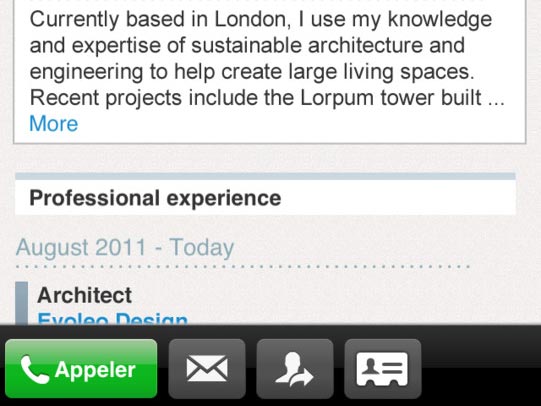 Currently based in London, I use my knowledge
and expertise of sustainable architecture and
engineering to help create large living spaces.
Recent projects include the Lorpum tower built ...
More
Professional experience
August 2011 - Today
Architect
Evoleo Design
Appeler